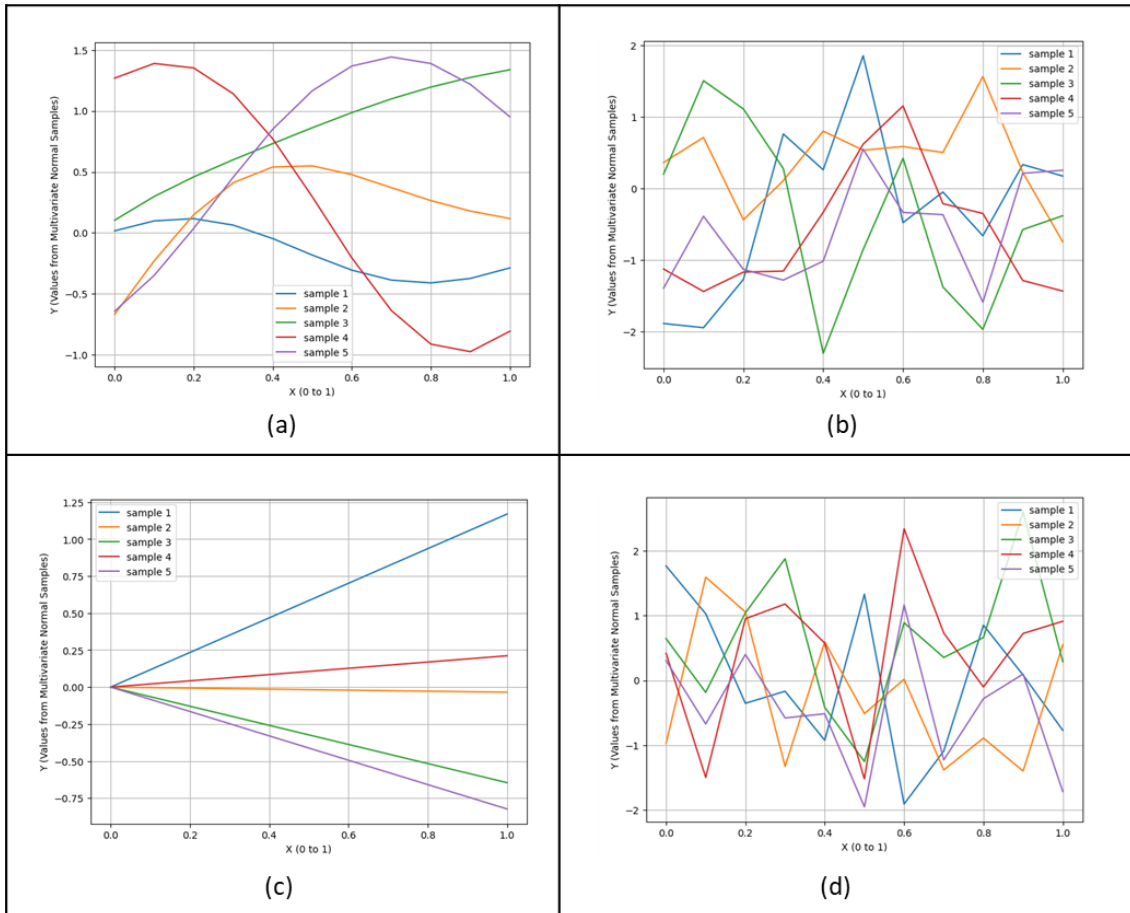 1.5
1.0
0.5
0.0
−0.5
−1.0
Y (Values from Multivariate Normal Samples)
sample 1
sample 2
sample 3
sample 4
sample 5
0.0 0.2 0.4 0.6 0.8 1.0
X (0 to 1)
(a)
2
1
0
−1
−2
Y (Values from Multivariate Normal Samples)
sample 1
sample 2
sample 3
sample 4
sample 5
0.0 0.2 0.4 0.6 0.8 1.0
X (0 to 1)
(b)
1.25
1.00
0.75
0.50
0.25
0.00
−0.25
−0.50
−0.75
Y (Values from Multivariate Normal Samples)
sample 1
sample 2
sample 3
sample 4
sample 5
0.0 0.2 0.4 0.6 0.8 1.0
X (0 to 1)
(c)
2
1
0
−1
−2
Y (Values from Multivariate Normal Samples)
sample 1
sample 2
sample 3
sample 4
sample 5
0.0 0.2 0.4 0.6 0.8 1.0
X (0 to 1)
(d)